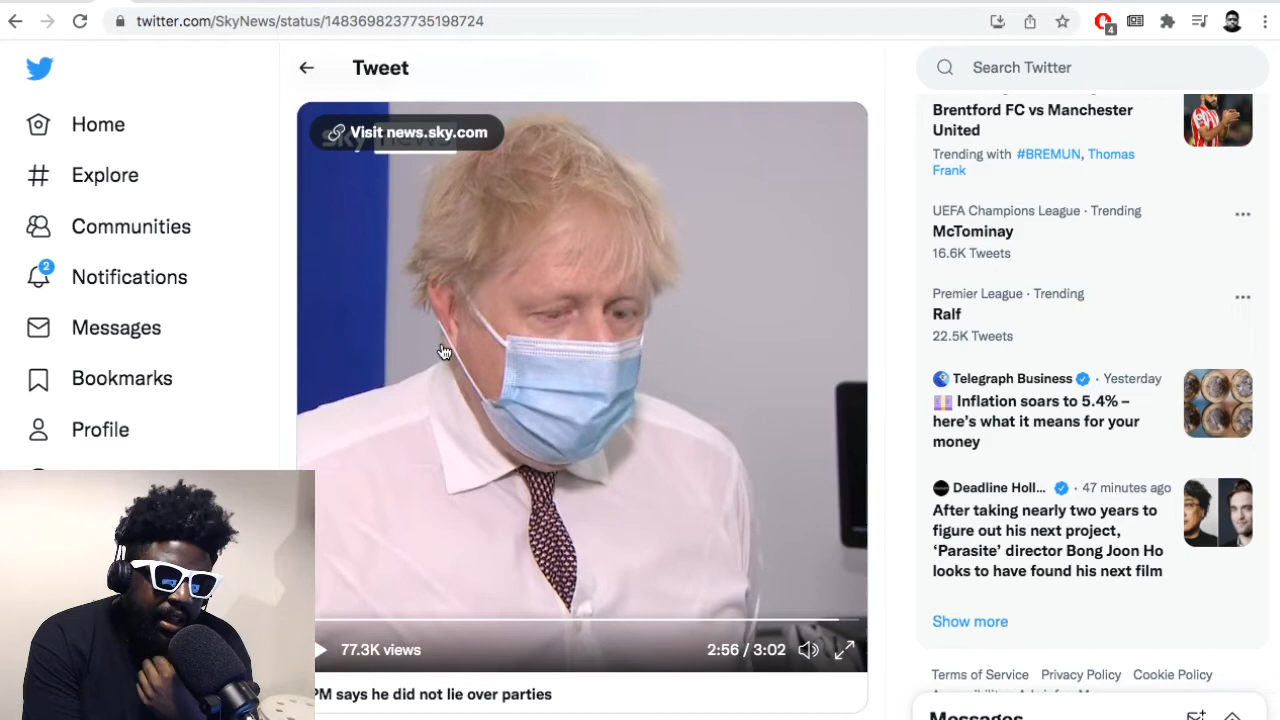 twitter.com/SkyNews/status/1483698237735198724
4
Tweet
Search Twitter
Home
Explore
Communities
2
Notifications
Messages
Bookmarks
Profile
Visit news.sky.com
77.3K views
2:56 / 3:02
PM says he did not lie over parties
Brentford FC vs Manchester
United
Trending with #BREMUN, Thomas
Frank
UEFA Champions League · Trending
McTominay
16.6K Tweets
Premier League · Trending
Ralf
22.5K Tweets
Telegraph Business · Yesterday
Inflation soars to 5.4% –
here's what it means for your
money
Deadline Holl... · 47 minutes ago
After taking nearly two years to
figure out his next project,
'Parasite' director Bong Joon Ho
looks to have found his next film
Show more
Terms of Service Privacy Policy Cookie Policy
Messages